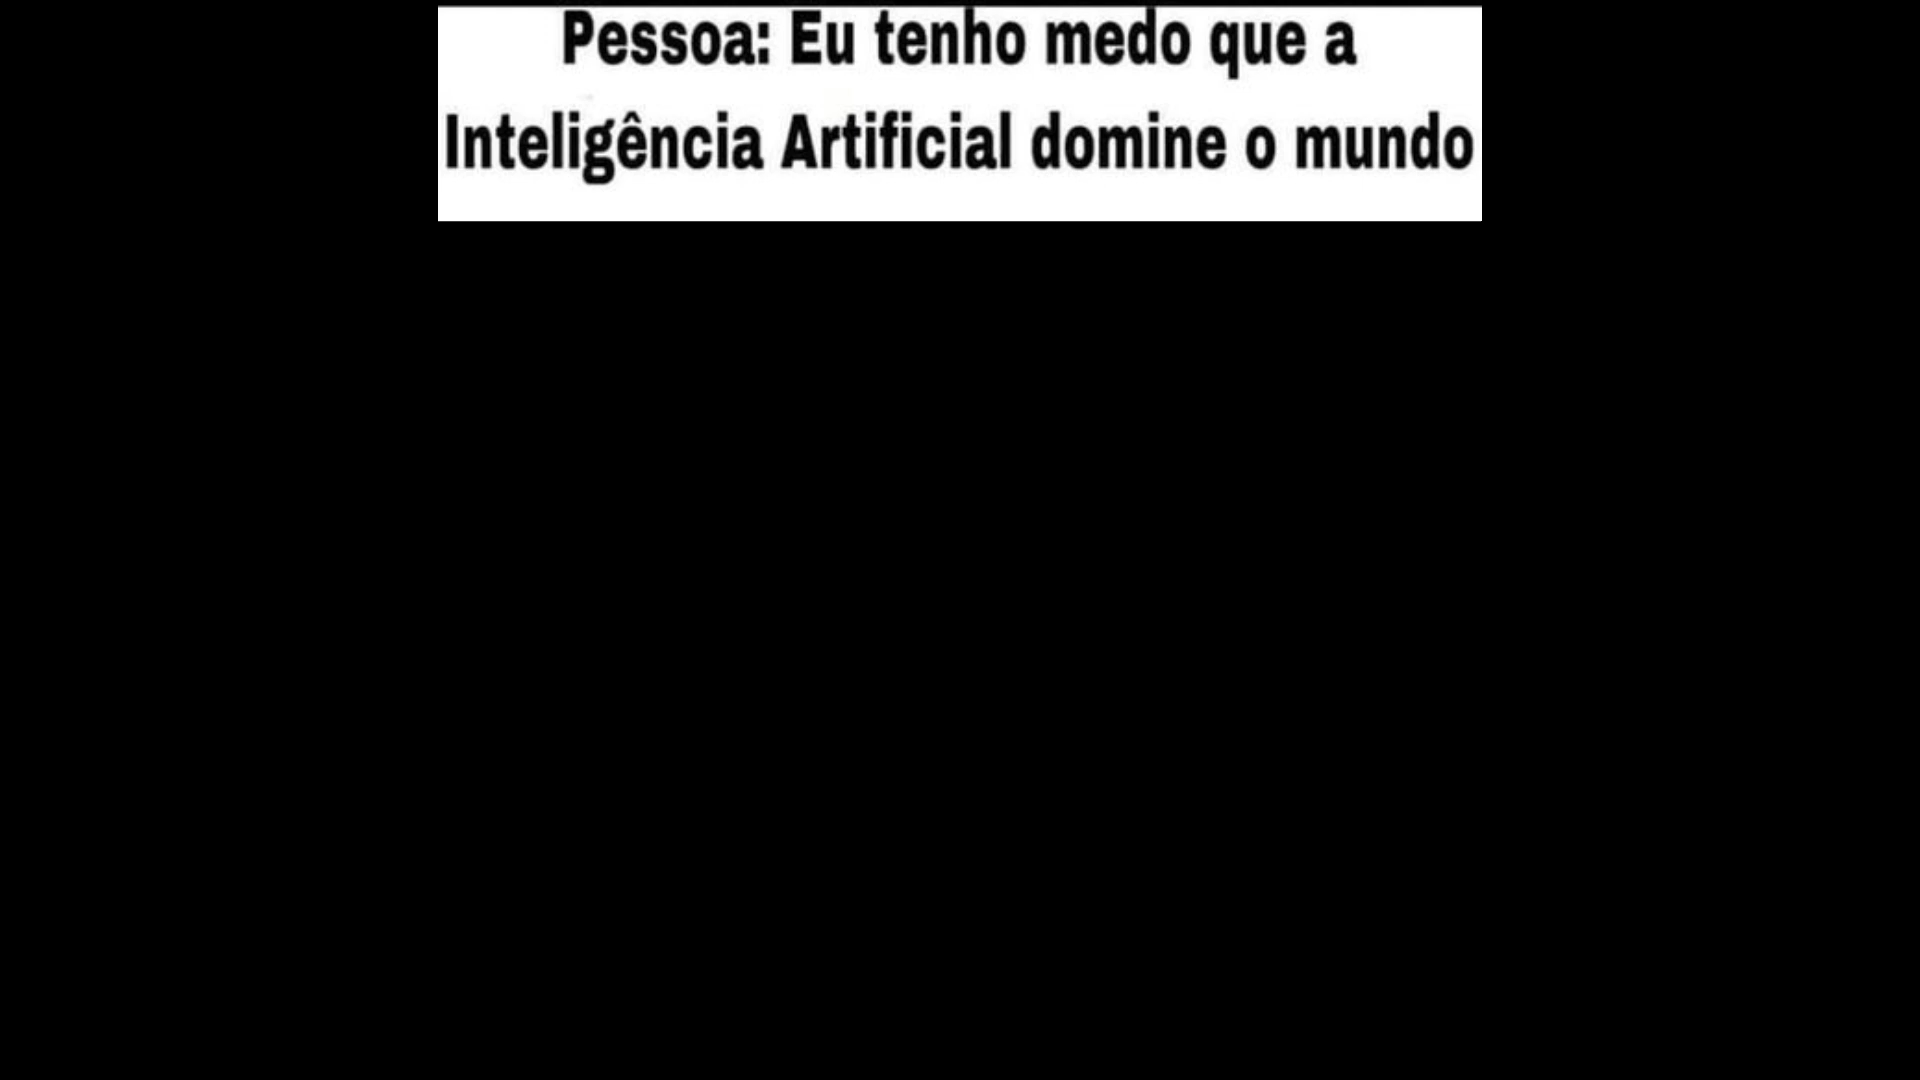 Pessoa: Eu tenho medo que a
Inteligência Artificial domine o mundo